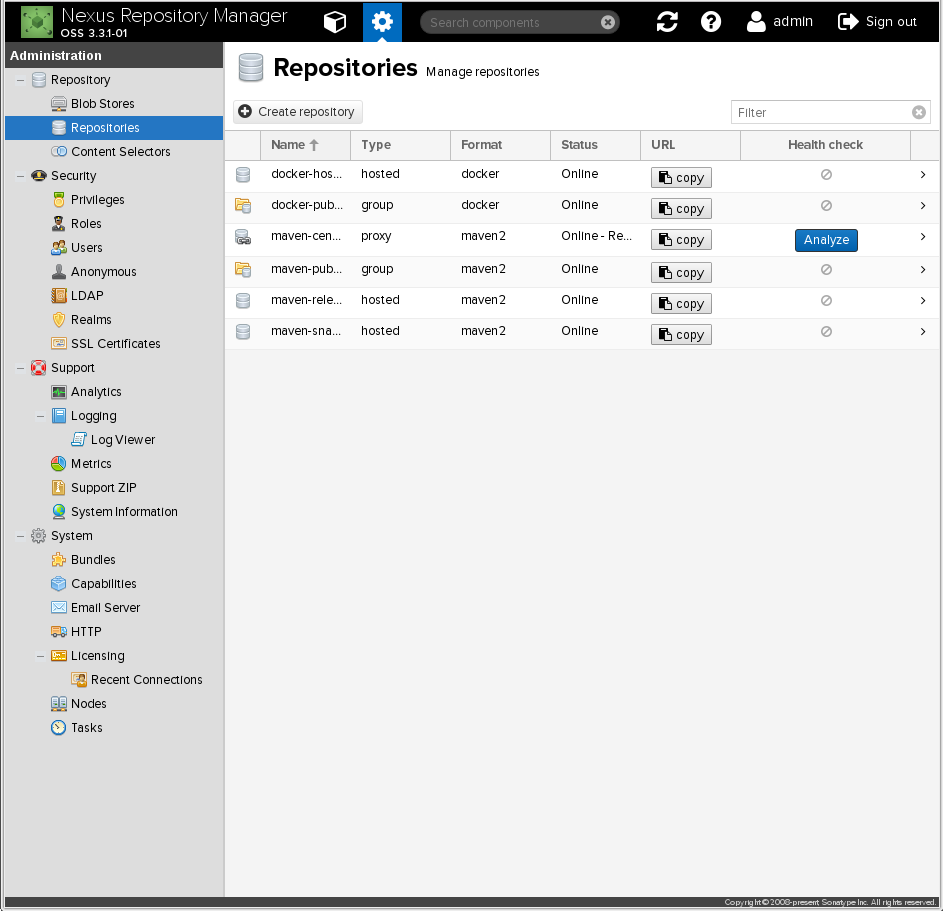 Nexus Repository Manager
OSS 3.3.1-01
Search components
admin
Sign out
Administration
Repository
Blob Stores
Repositories
Content Selectors
Security
Privileges
Roles
Users
Anonymous
LDAP
Realms
SSL Certificates
Support
Analytics
Logging
Log Viewer
Metrics
Support ZIP
System Information
System
Bundles
Capabilities
Email Server
HTTP
Licensing
Recent Connections
Nodes
Tasks
Repositories Manage repositories
Create repository
Filter
Name Type Format Status URL Health check
docker-hos... hosted docker Online copy
docker-pub... group docker Online copy
maven-cen... proxy maven2 Online - Re... copy Analyze
maven-pub... group maven2 Online copy
maven-rele... hosted maven2 Online copy
maven-sna... hosted maven2 Online copy
Copyright © 2008-present Sonatype Inc. All rights reserved.